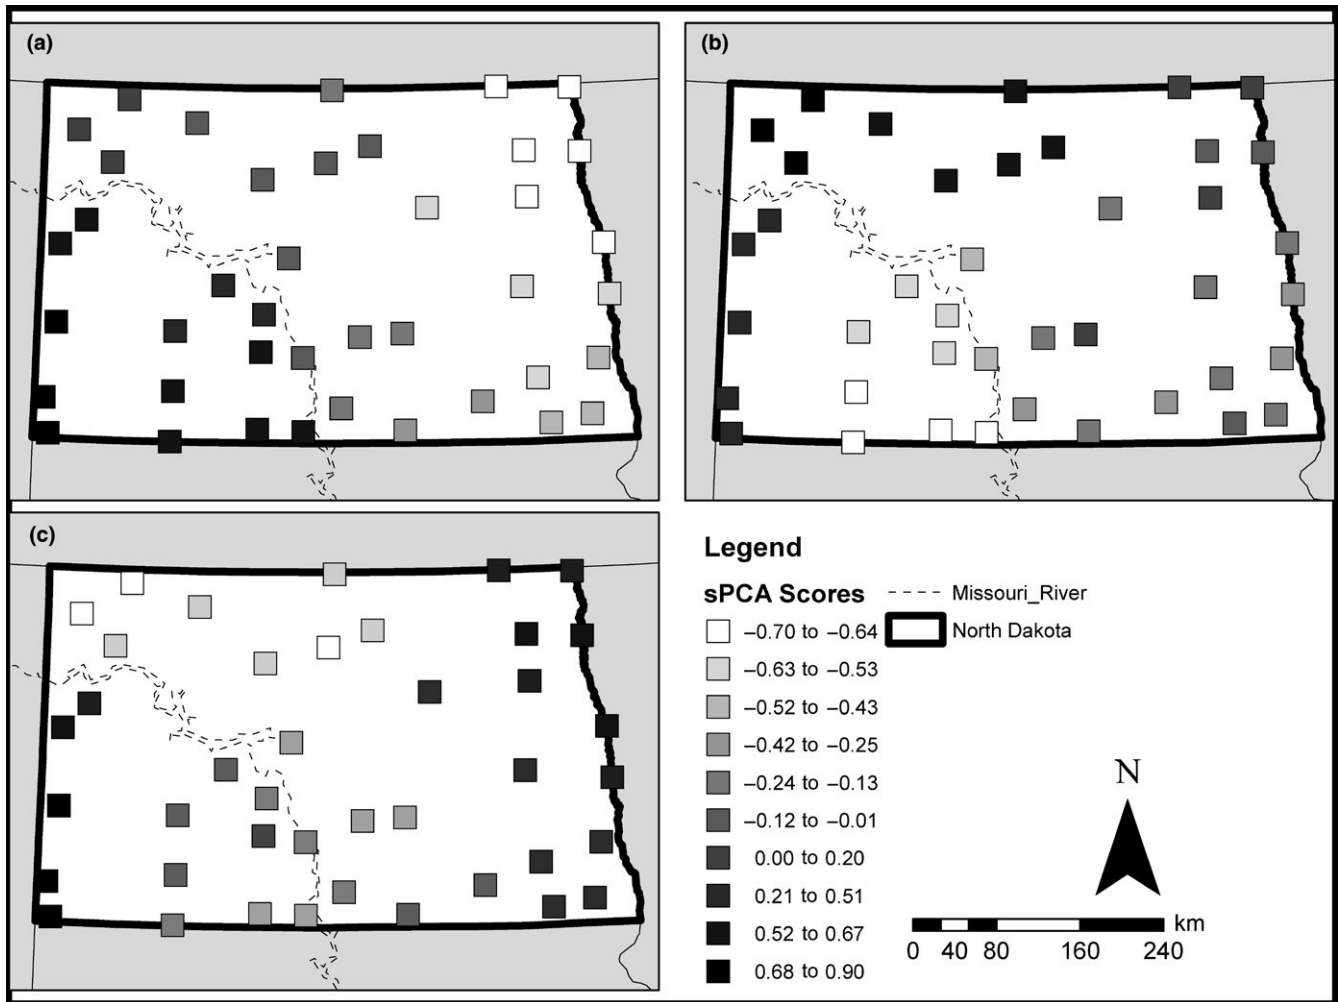 (a)
(b)
(c)
Legend
sPCA Scores
Missouri_River
North Dakota
−0.70 to −0.64
−0.63 to −0.53
−0.52 to −0.43
−0.42 to −0.25
−0.24 to −0.13
−0.12 to −0.01
0.00 to 0.20
0.21 to 0.51
0.52 to 0.67
0.68 to 0.90
N
km
0 40 80 160 240